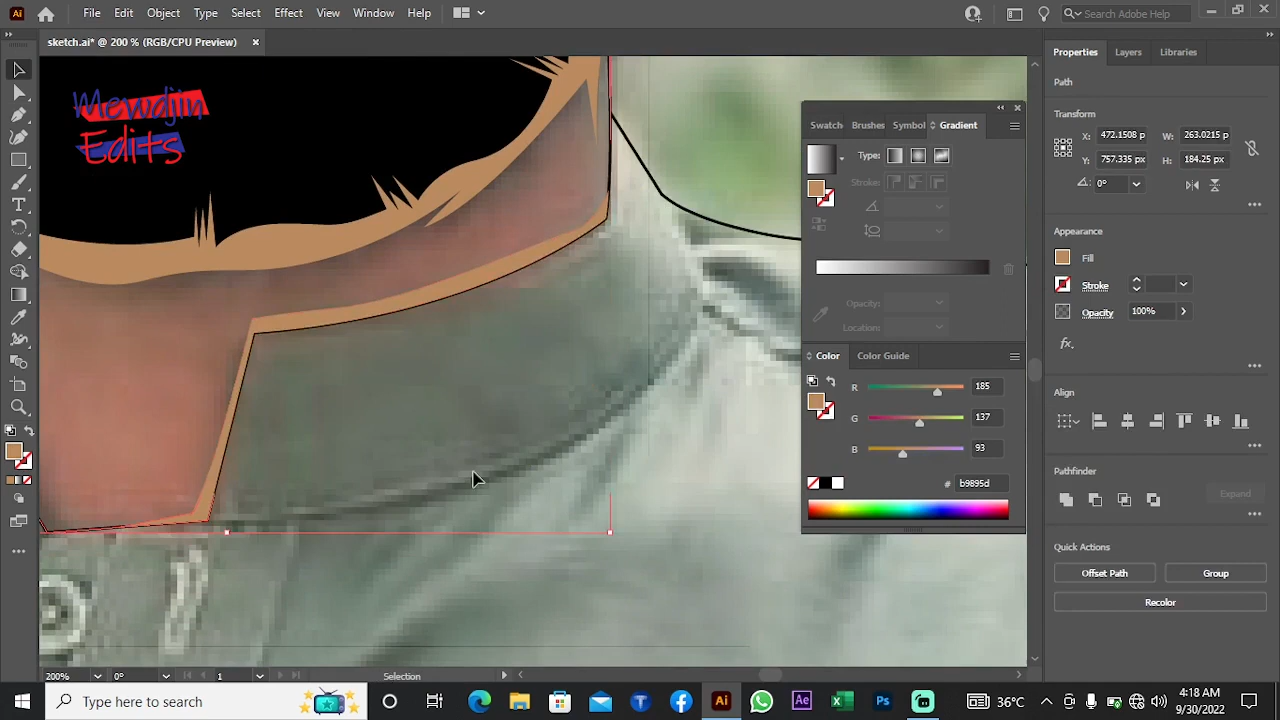 Ai
File Edit Object Type Select Effect View Window Help
Search Adobe Help
sketch.ai* @ 200 % (RGB/CPU Preview) ×
Mewdjin
Edits
Swatch Brushes Symbol Gradient
Type:
Stroke:
Opacity:
Location:
Color Color Guide
R 185
G 137
B 93
# b9895d
Properties Layers Libraries
Path
Transform
X: 472.1508 p W: 263.0215 p
Y: 757.335 px H: 184.25 px
0°
Appearance
Fill
Stroke
Opacity 100%
fx.
Align
Pathfinder
Expand
Quick Actions
Offset Path Group
Recolor
200% 0° 1 Selection
Type here to search
Ai Ae Ps
36°C
4:18 AM
9/30/2022